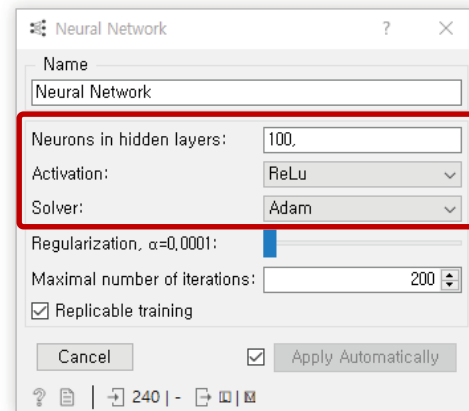 Neural Network ?
Name
Neural Network
Neurons in hidden layers: 100,
Activation: ReLu
Solver: Adam
Regularization, α=0,0001:
Maximal number of iterations: 200
Replicable training
Cancel Apply Automatically
? 240 | - L | M